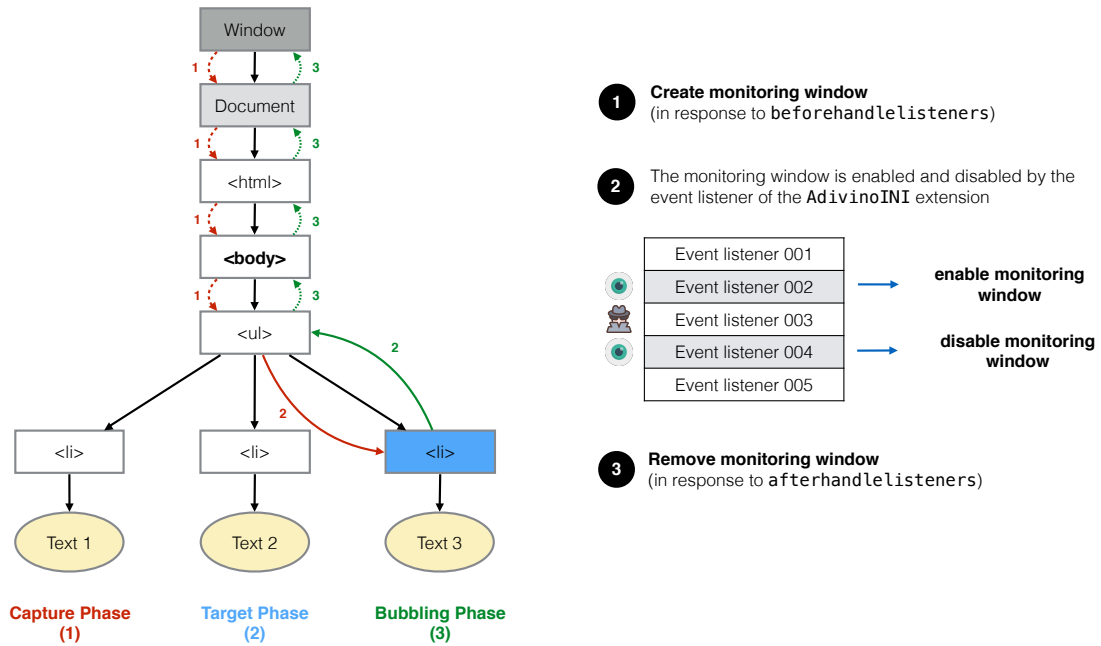 Window
1
3
Document
1
3
<html>
1
3
<body>
1
3
<ul>
2
2
<li>
<li>
<li>
Text 1
Text 2
Text 3
Capture Phase
(1)
Target Phase
(2)
Bubbling Phase
(3)
1
Create monitoring window
(in response to beforehandlelisteners)
2
The monitoring window is enabled and disabled by the
event listener of the AdivinoINI extension
Event listener 001
Event listener 002
Event listener 003
Event listener 004
Event listener 005
enable monitoring
window
disable monitoring
window
3
Remove monitoring window
(in response to afterhandlelisteners)